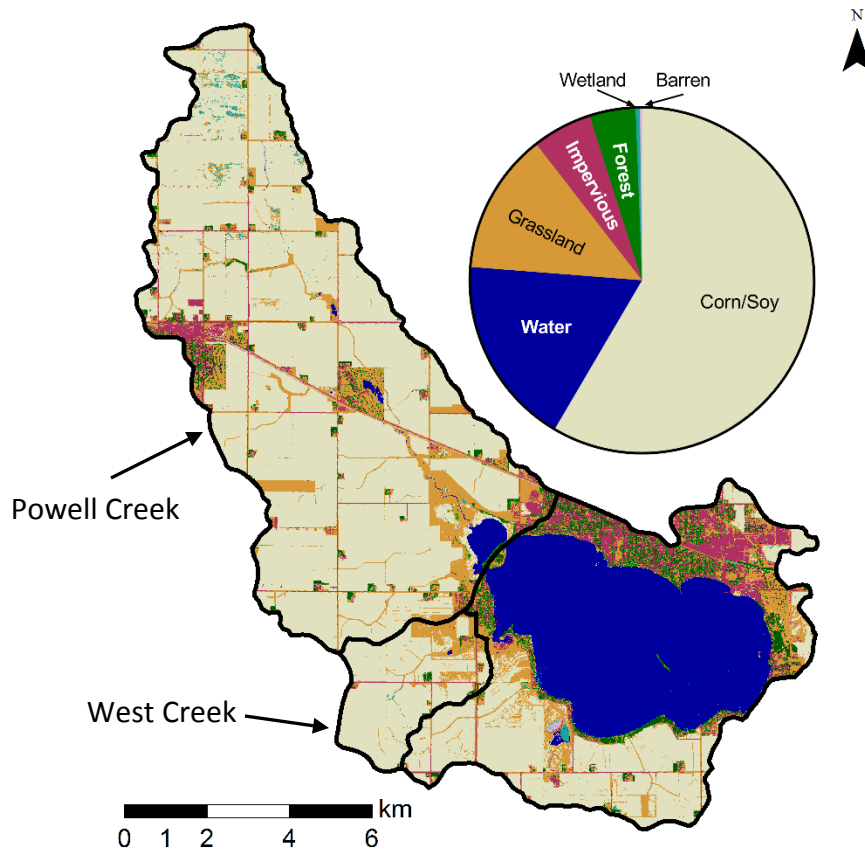 N
Wetland
Barren
Impervious
Forest
Grassland
Corn/Soy
Water
Powell Creek
West Creek
km
0 1 2 4 6